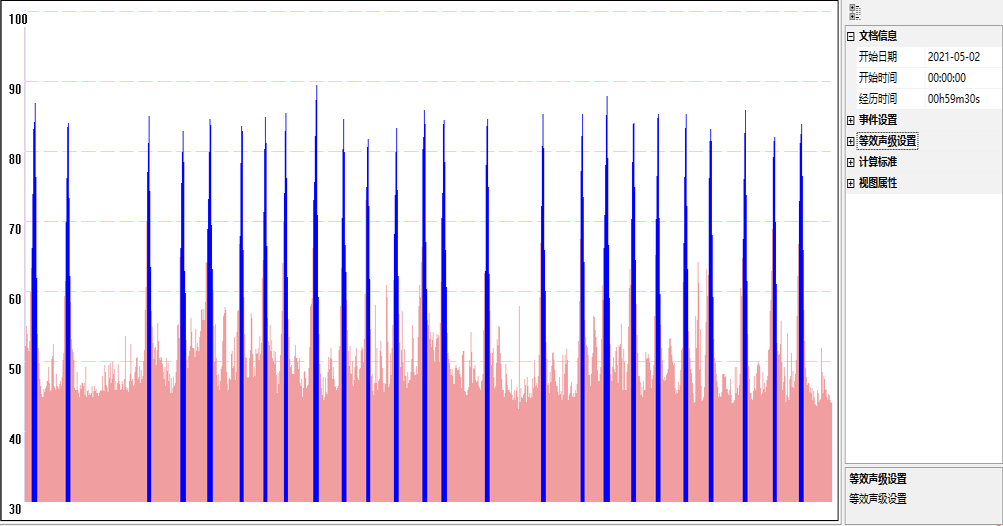 100
90
80
70
60
50
40
30
文档信息
开始日期 2021-05-02
开始时间 00:00:00
经历时间 00h59m30s
事件设置
等效声级设置
计算标准
视图属性
等效声级设置
等效声级设置